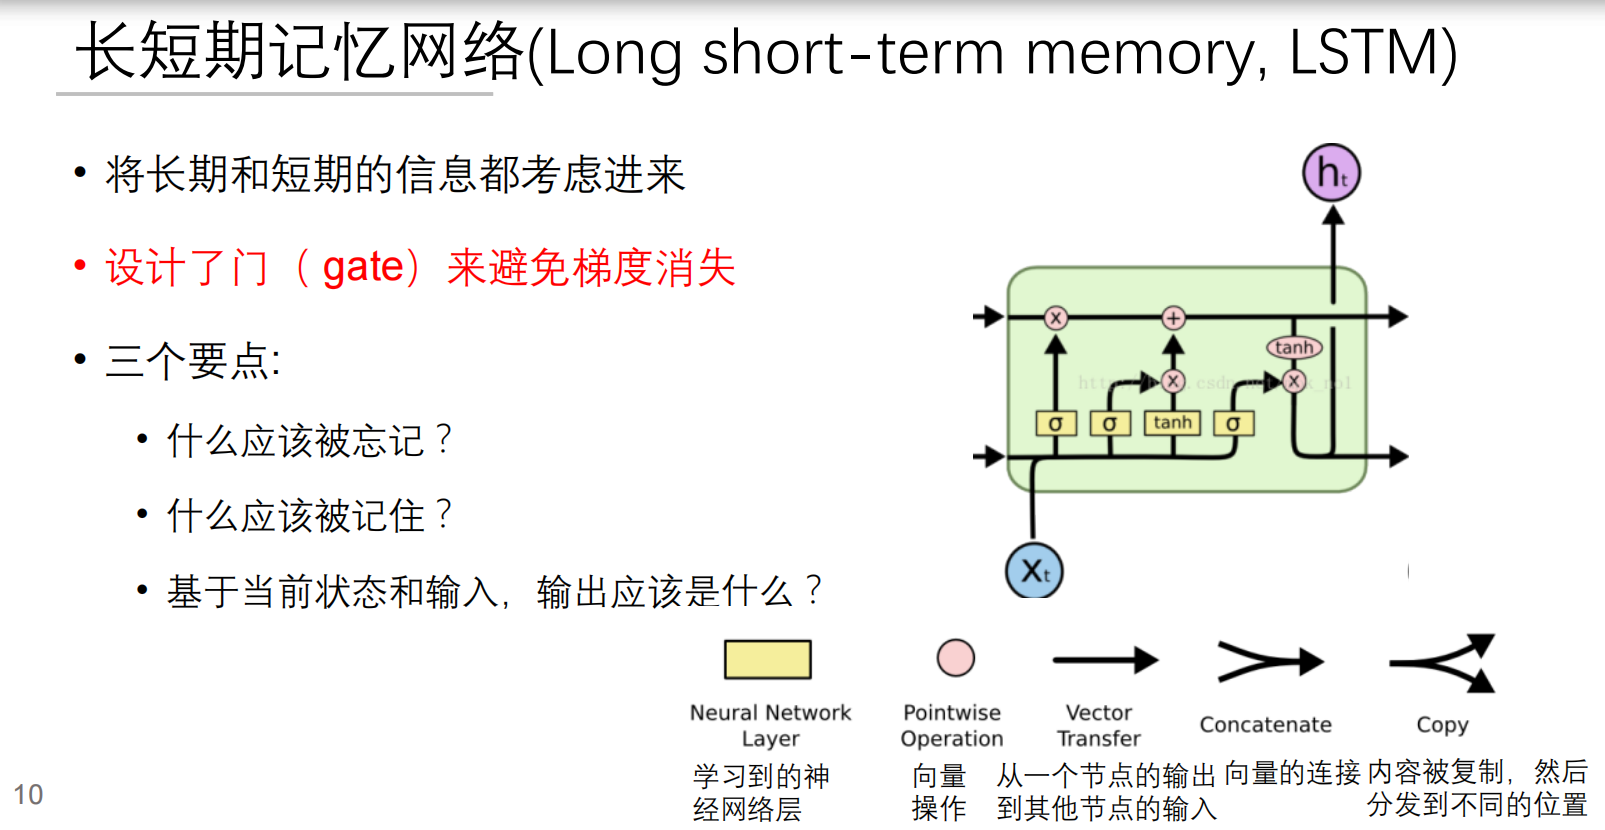 长短期记忆网络(Long short-term memory, LSTM)
• 将长期和短期的信息都考虑进来
• 设计了门（ gate）来避免梯度消失
• 三个要点:
• 什么应该被忘记？
• 什么应该被记住？
• 基于当前状态和输入，输出应该是什么？
ht
x
+
tanh
x
x
σ
σ
tanh
σ
Xt
Neural Network
Layer
Pointwise
Operation
Vector
Transfer
Concatenate
Copy
学习到的神
经网络层
向量
操作
从一个节点的输出
到其他节点的输入
向量的连接
内容被复制，然后
分发到不同的位置
10